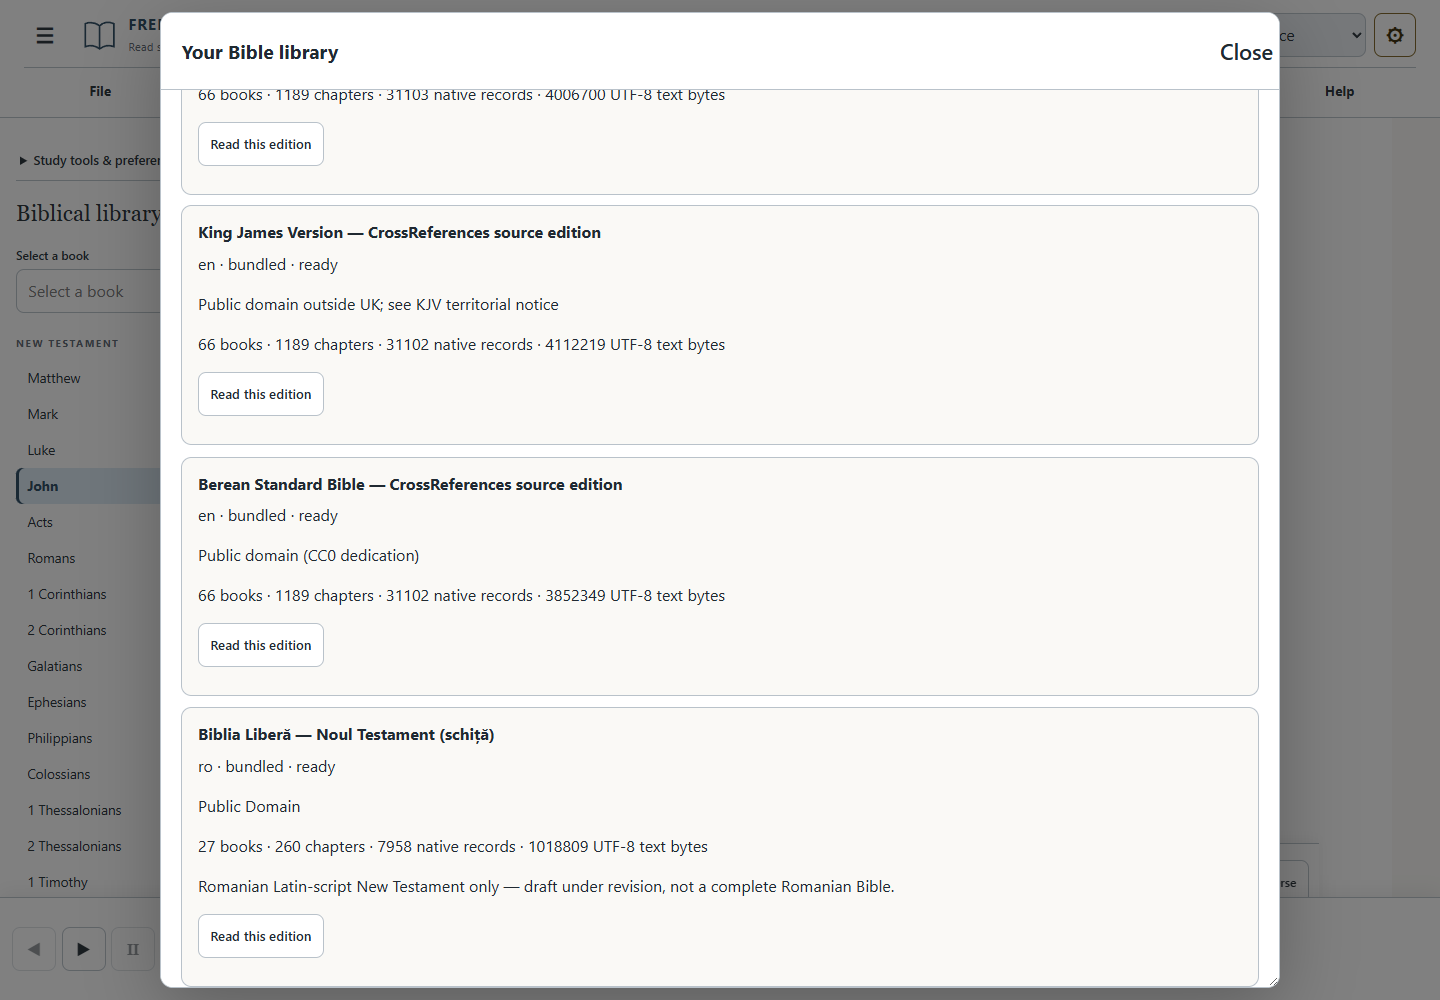 ☰
FREE
Read s
ce
File
Help
Your Bible library
Close
66 books · 1189 chapters · 31103 native records · 4006700 UTF-8 text bytes
Read this edition
King James Version — CrossReferences source edition
en · bundled · ready
Public domain outside UK; see KJV territorial notice
66 books · 1189 chapters · 31102 native records · 4112219 UTF-8 text bytes
Read this edition
Berean Standard Bible — CrossReferences source edition
en · bundled · ready
Public domain (CC0 dedication)
66 books · 1189 chapters · 31102 native records · 3852349 UTF-8 text bytes
Read this edition
Biblia Liberă — Noul Testament (schiță)
ro · bundled · ready
Public Domain
27 books · 260 chapters · 7958 native records · 1018809 UTF-8 text bytes
Romanian Latin-script New Testament only — draft under revision, not a complete Romanian Bible.
Read this edition
Study tools & preferen
Biblical library
Select a book
Select a book
NEW TESTAMENT
Matthew
Mark
Luke
John
Acts
Romans
1 Corinthians
2 Corinthians
Galatians
Ephesians
Philippians
Colossians
1 Thessalonians
2 Thessalonians
1 Timothy
rse